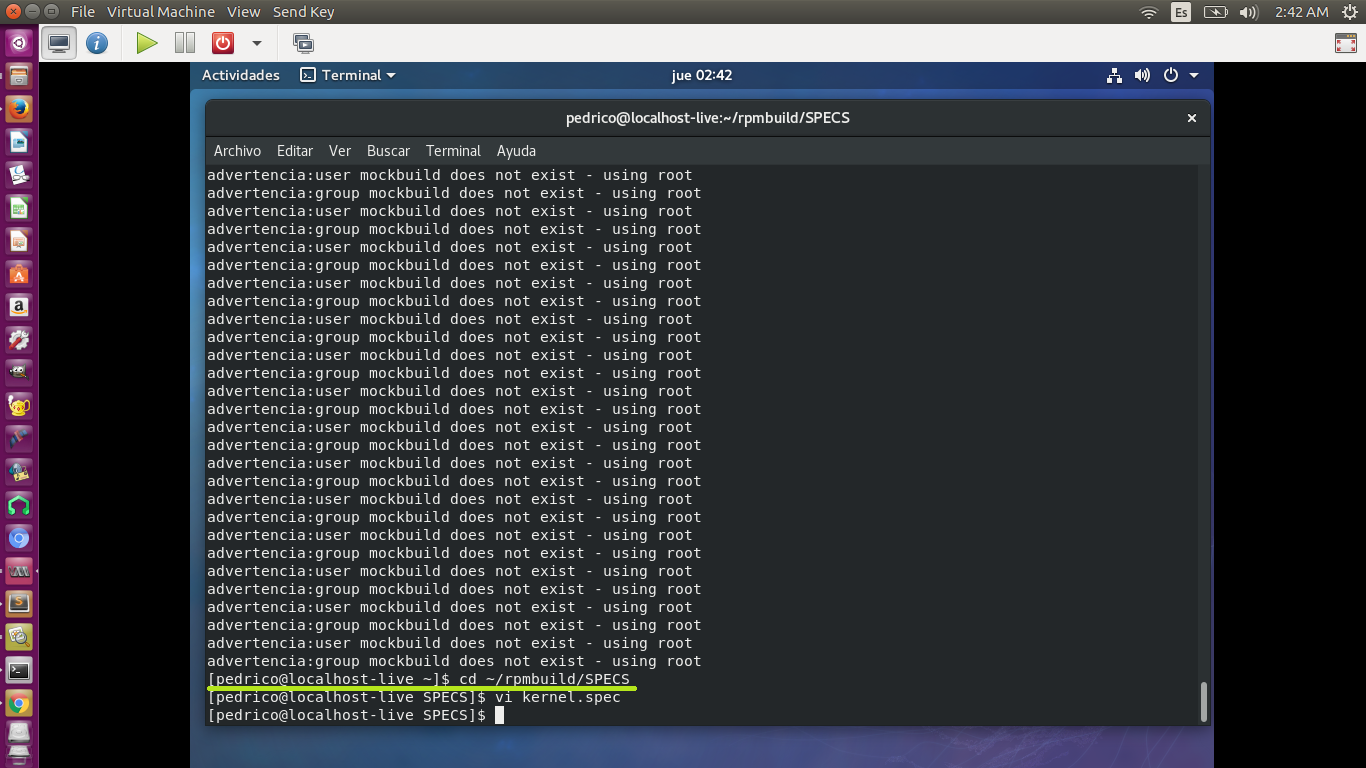 File Virtual Machine View Send Key Es 2:42 AM
Actividades Terminal jue 02:42
pedrico@localhost-live:~/rpmbuild/SPECS
Archivo Editar Ver Buscar Terminal Ayuda
advertencia:user mockbuild does not exist - using root
advertencia:group mockbuild does not exist - using root
advertencia:user mockbuild does not exist - using root
advertencia:group mockbuild does not exist - using root
advertencia:user mockbuild does not exist - using root
advertencia:group mockbuild does not exist - using root
advertencia:user mockbuild does not exist - using root
advertencia:group mockbuild does not exist - using root
advertencia:user mockbuild does not exist - using root
advertencia:group mockbuild does not exist - using root
advertencia:user mockbuild does not exist - using root
advertencia:group mockbuild does not exist - using root
advertencia:user mockbuild does not exist - using root
advertencia:group mockbuild does not exist - using root
advertencia:user mockbuild does not exist - using root
advertencia:group mockbuild does not exist - using root
advertencia:user mockbuild does not exist - using root
advertencia:group mockbuild does not exist - using root
advertencia:user mockbuild does not exist - using root
advertencia:group mockbuild does not exist - using root
advertencia:user mockbuild does not exist - using root
advertencia:group mockbuild does not exist - using root
advertencia:user mockbuild does not exist - using root
advertencia:group mockbuild does not exist - using root
advertencia:user mockbuild does not exist - using root
advertencia:group mockbuild does not exist - using root
advertencia:user mockbuild does not exist - using root
advertencia:group mockbuild does not exist - using root
[pedrico@localhost-live ~]$ cd ~/rpmbuild/SPECS
[pedrico@localhost-live SPECS]$ vi kernel.spec
[pedrico@localhost-live SPECS]$